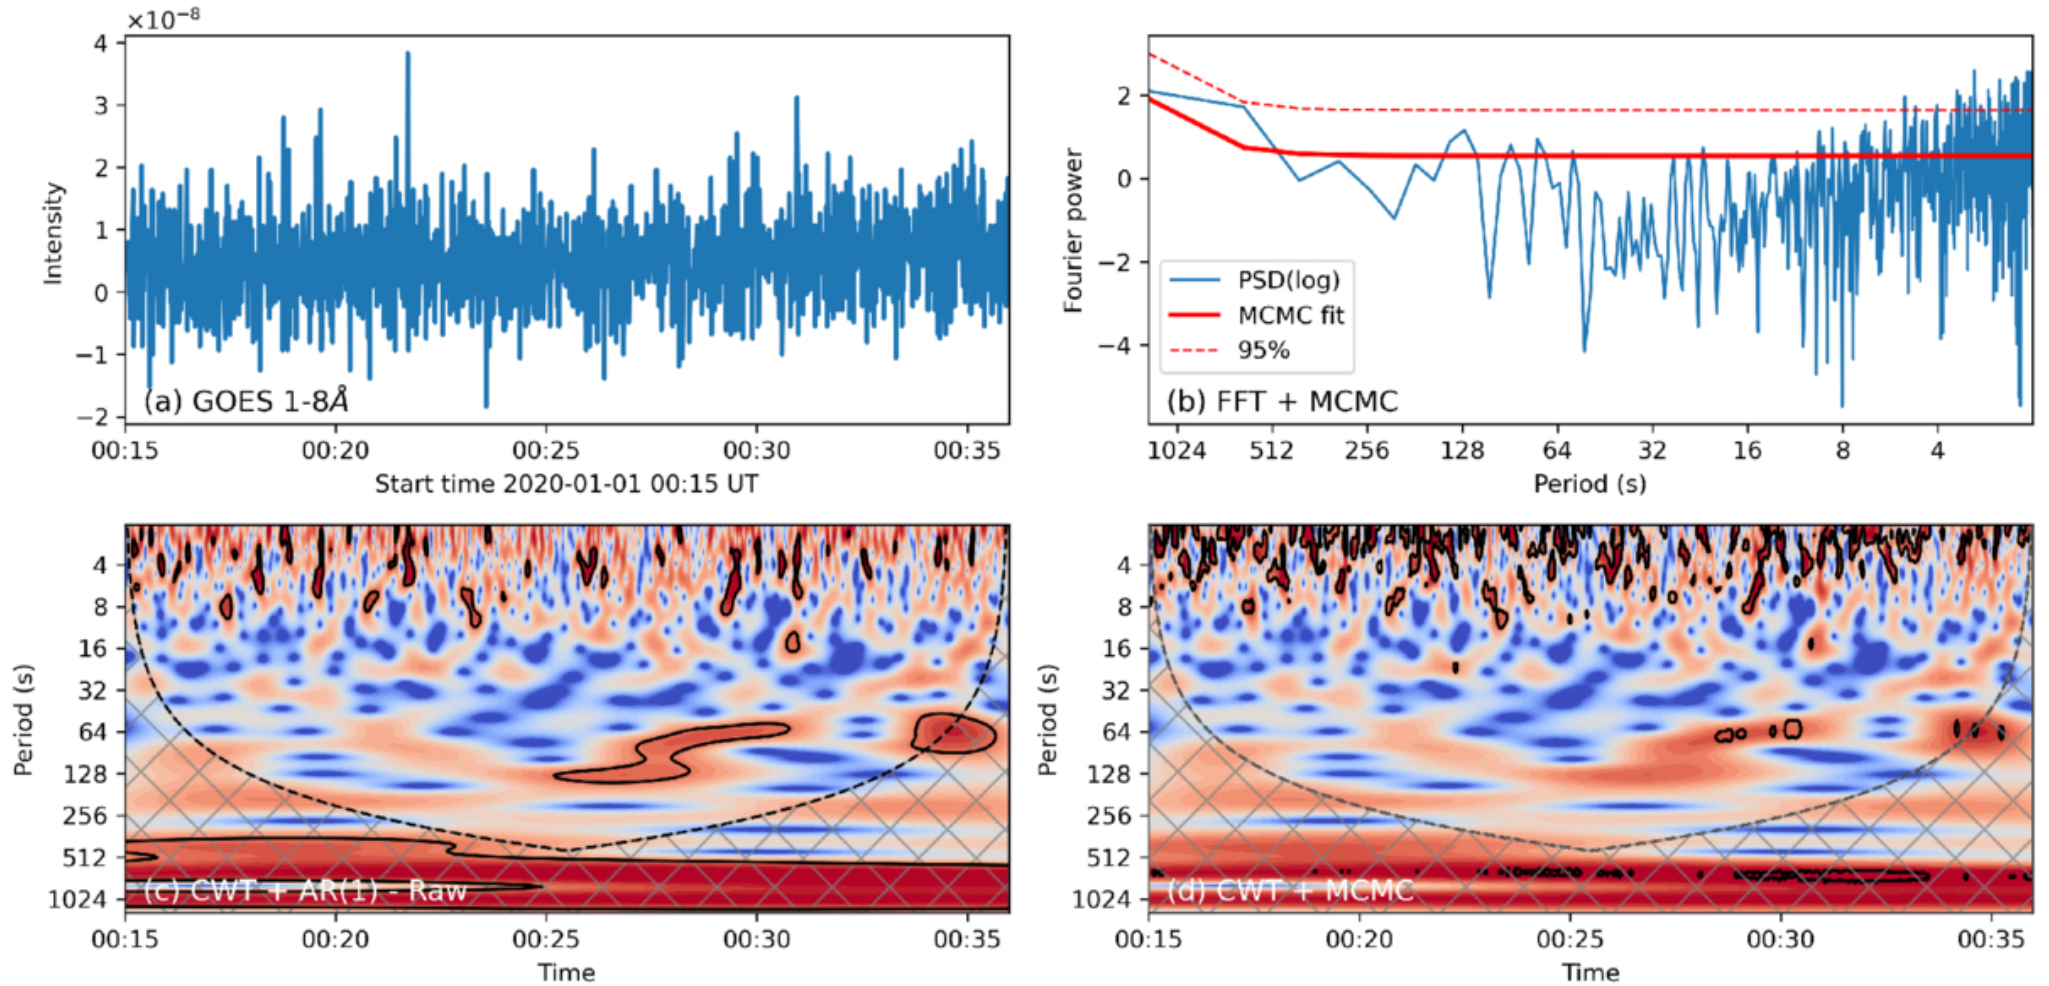 ×10⁻⁸
4
3
2
1
0
−1
−2
Intensity
(a) GOES 1-8Å
00:15 00:20 00:25 00:30 00:35
Start time 2020-01-01 00:15 UT
2
0
−2
−4
Fourier power
PSD(log)
MCMC fit
95%
(b) FFT + MCMC
1024 512 256 128 64 32 16 8 4
Period (s)
4
8
16
32
64
128
256
512
1024
Period (s)
(c) CWT + AR(1) - Raw
00:15 00:20 00:25 00:30 00:35
Time
4
8
16
32
64
128
256
512
1024
Period (s)
(d) CWT + MCMC
00:15 00:20 00:25 00:30 00:35
Time